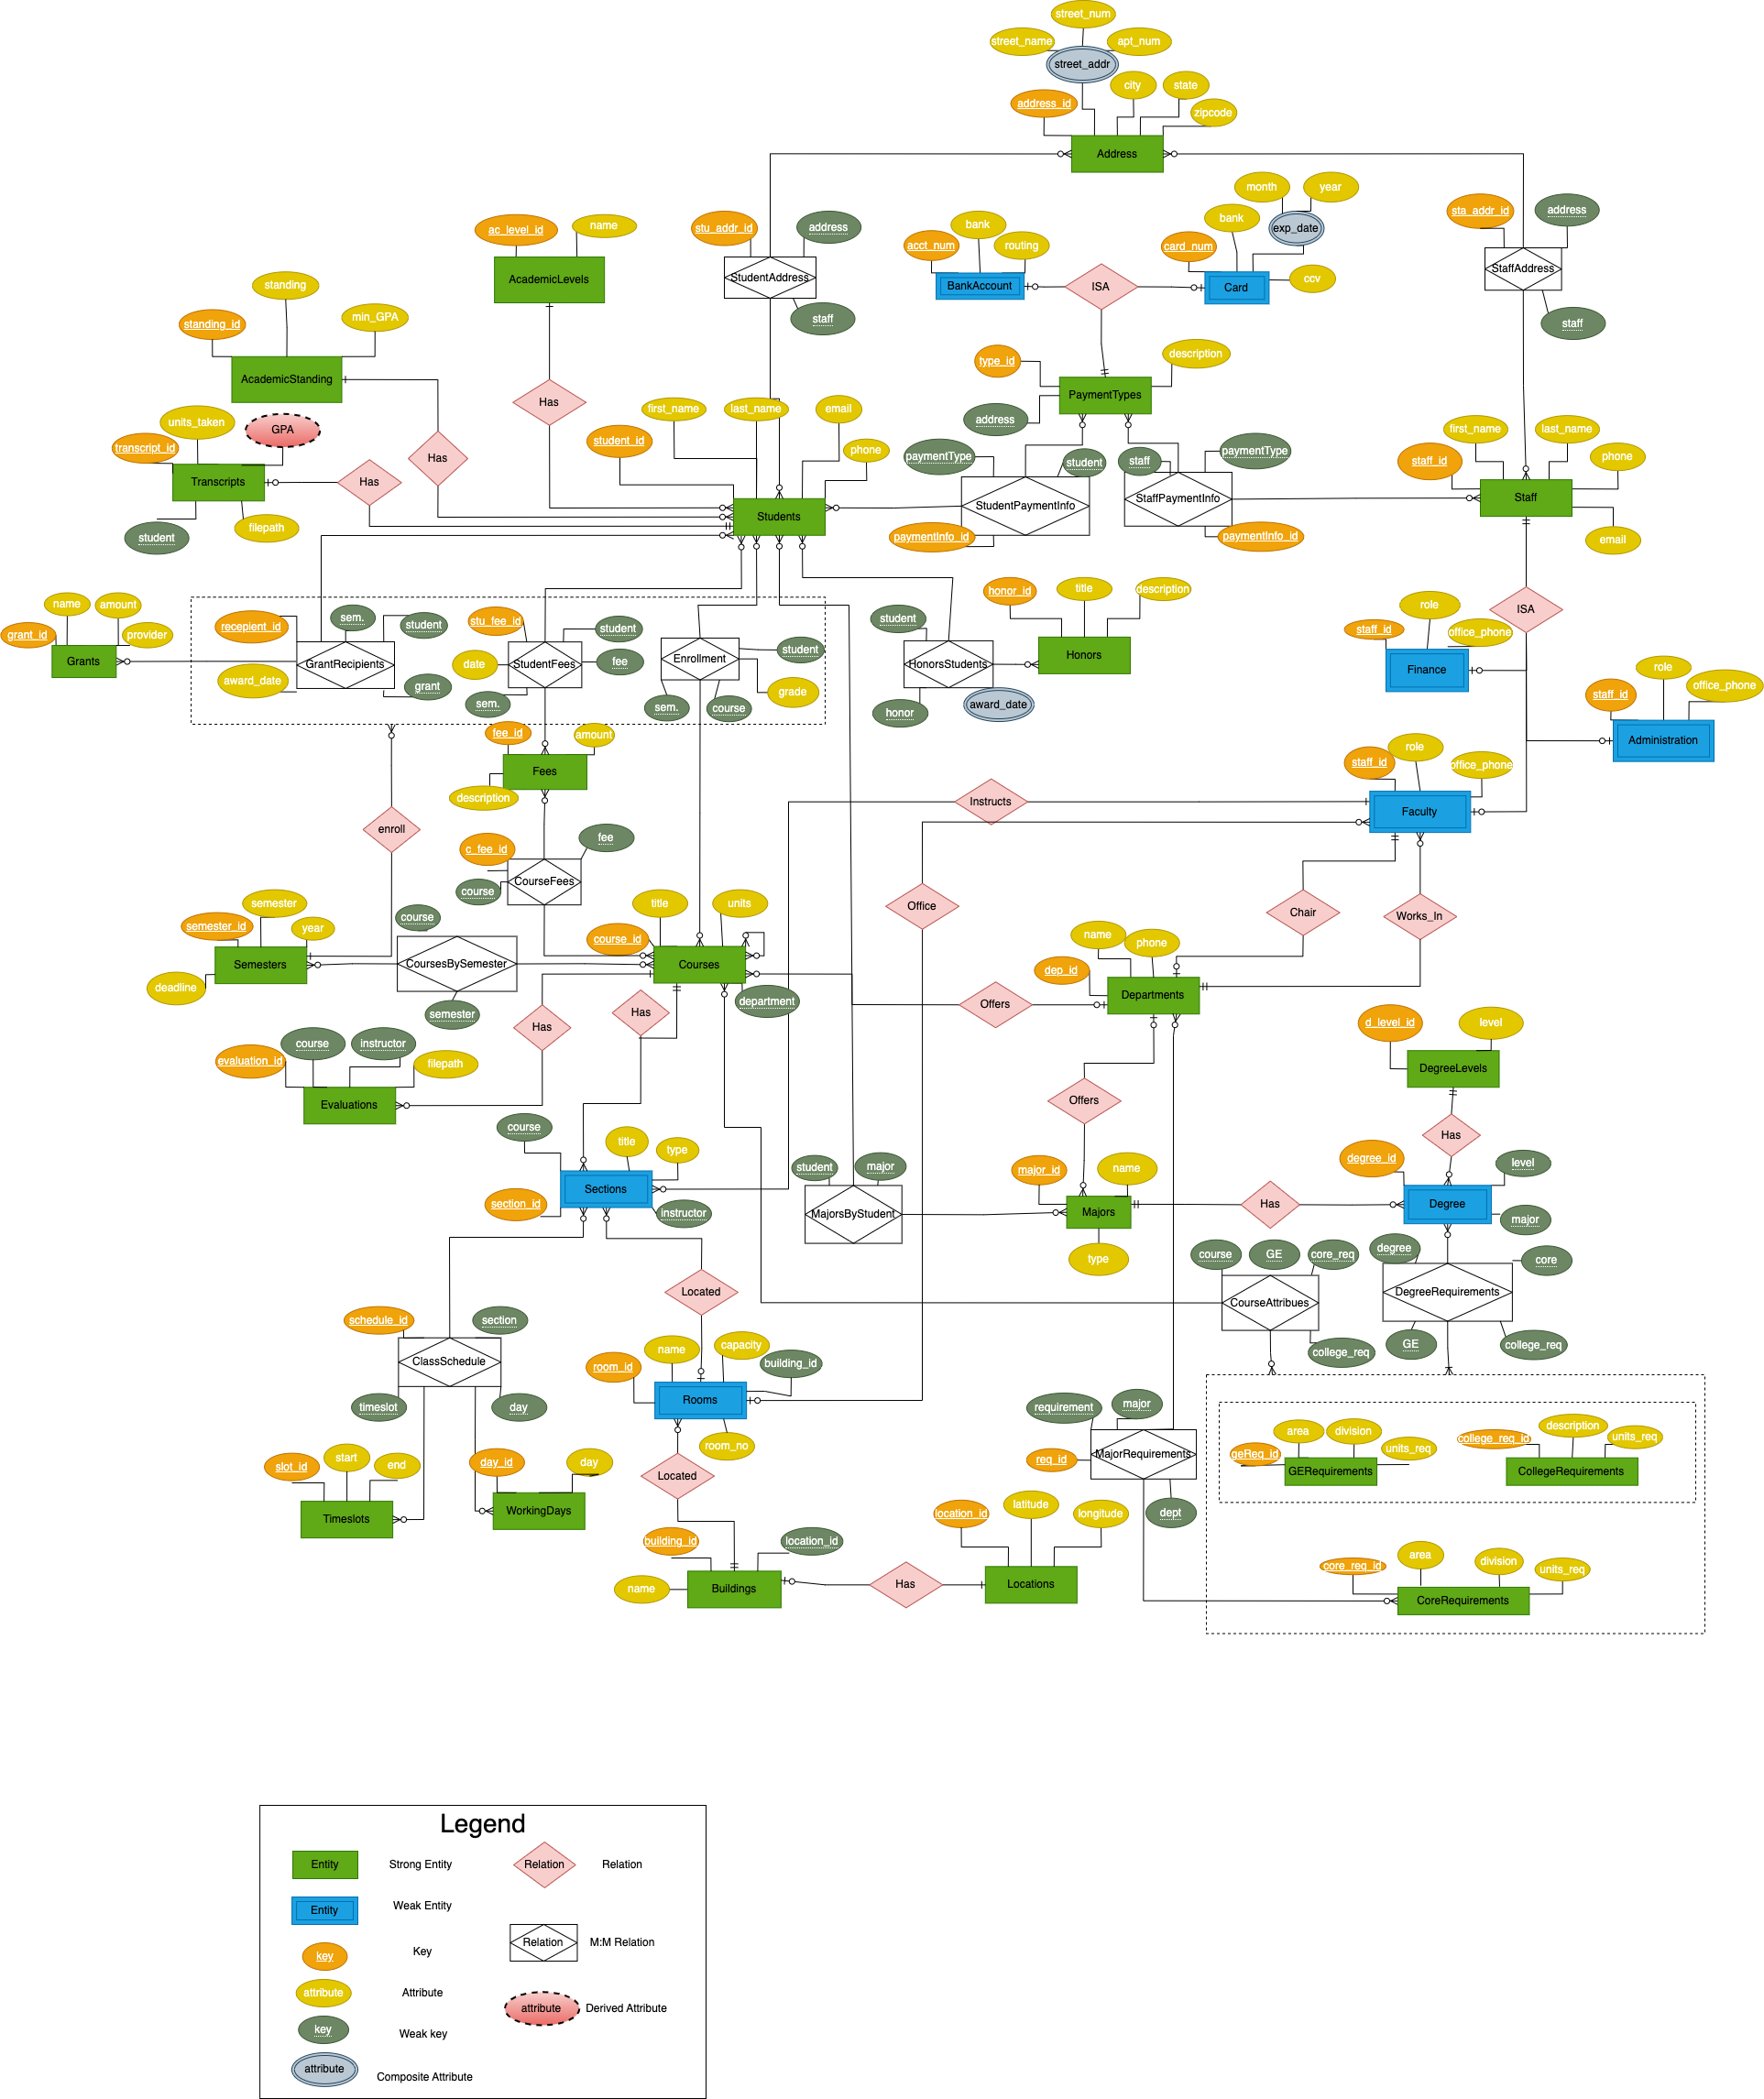 street_num
street_name
apt_num
street_addr
city
state
address_id
zipcode
Address
month
year
sta_addr_id
address
ac_level_id
name
stu_addr_id
address
bank
acct_num
routing
bank
card_num
exp_date
AcademicLevels
StudentAddress
BankAccount
ISA
Card
ccv
StaffAddress
standing
standing_id
min_GPA
staff
staff
AcademicStanding
type_id
description
PaymentTypes
Has
first_name
last_name
email
address
units_taken
GPA
transcript_id
student_id
phone
paymentType
student
staff
paymentType
first_name
last_name
staff_id
phone
Has
Has
Transcripts
StudentPaymentInfo
StaffPaymentInfo
Staff
Students
student
filepath
paymentInfo_id
paymentInfo_id
email
name
amount
grant_id
provider
Grants
recepient_id
sem.
student
GrantRecipients
award_date
grant
stu_fee_id
student
date
StudentFees
fee
sem.
Enrollment
student
grade
sem.
course
honor_id
title
description
student
HonorsStudents
Honors
honor
award_date
ISA
role
staff_id
office_phone
Finance
role
staff_id
office_phone
Administration
fee_id
amount
Fees
description
role
staff_id
office_phone
Instructs
Faculty
enroll
fee
c_fee_id
course
CourseFees
Office
Chair
Works_In
semester
semester_id
year
Semesters
deadline
course
CoursesBySemester
semester
title
units
course_id
Courses
department
name
phone
dep_id
Departments
Offers
Has
Has
course
instructor
evaluation_id
filepath
Evaluations
d_level_id
level
DegreeLevels
Offers
Has
course
title
type
Sections
section_id
instructor
student
major
MajorsByStudent
major_id
name
Majors
type
Has
degree_id
level
Degree
major
course
GE
core_req
CourseAttribues
college_req
degree
core
DegreeRequirements
GE
college_req
Located
schedule_id
section
ClassSchedule
timeslot
day
name
capacity
room_id
building_id
Rooms
room_no
requirement
major
MajorRequirements
req_id
dept
area
division
geReq_id
units_req
GERequirements
description
college_req_id
units_req
CollegeRequirements
Located
slot_id
start
end
Timeslots
day_id
day
WorkingDays
building_id
location_id
name
Buildings
Has
location_id
latitude
longitude
Locations
core_req_id
area
division
units_req
CoreRequirements
Legend
Entity
Strong Entity
Relation
Relation
Entity
Weak Entity
Relation
M:M Relation
key
Key
attribute
Attribute
attribute
Derived Attribute
key
Weak key
attribute
Composite Attribute